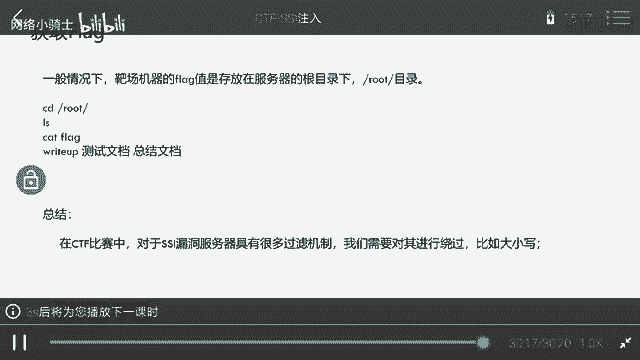 网络小骑士 bilibili
CTF-SSI注入
获取Flag
一般情况下，靶场机器的flag值是存放在服务器的根目录下，/root/目录。
cd /root/
ls
cat flag
writeup 测试文档 总结文档
总结：
在CTF比赛中，对于SSI漏洞服务器具有很多过滤机制，我们需要对其进行绕过，比如大小写；
3s后将为您播放下一课时
30:17/30:20 1.0X